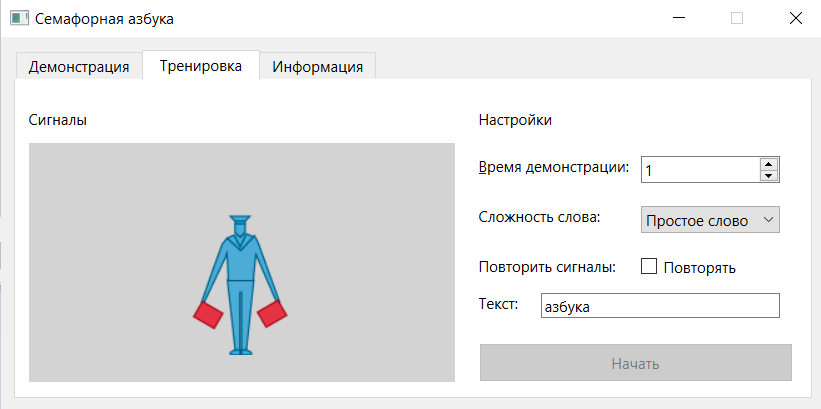 Семафорная азбука
Демонстрация Тренировка Информация
Сигналы
Настройки
Время демонстрации: 1
Сложность слова: Простое слово
Повторить сигналы: Повторять
Текст: азбука
Начать